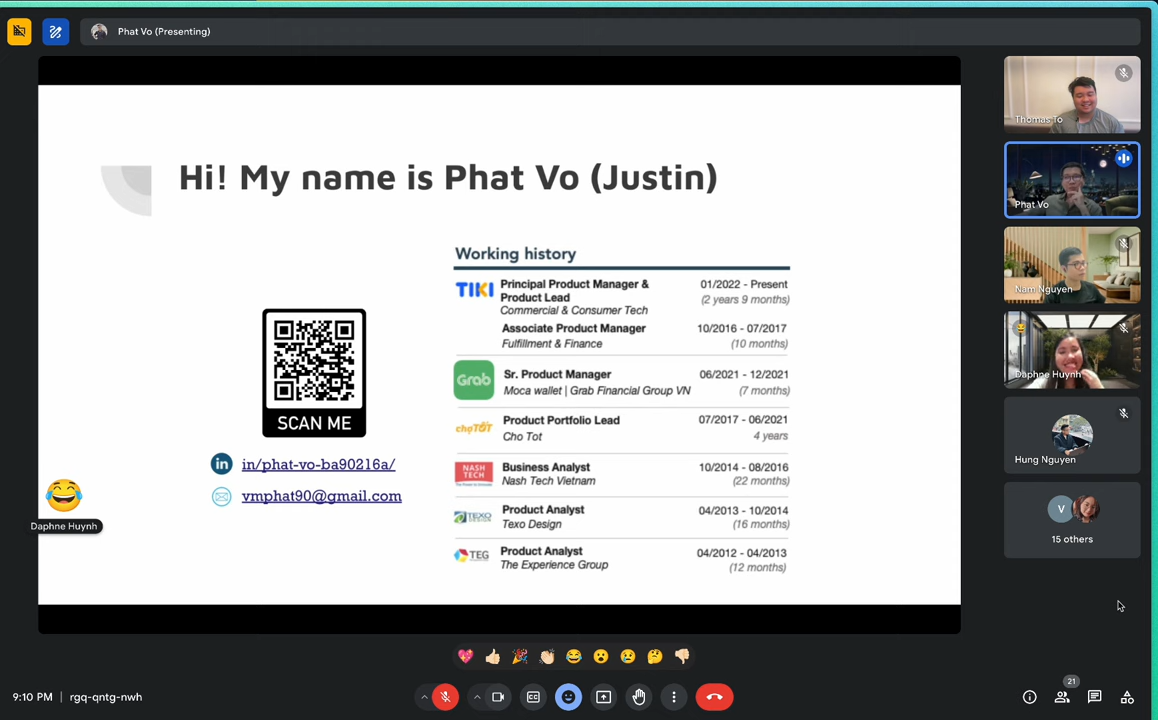 Phat Vo (Presenting)
Hi! My name is Phat Vo (Justin)
SCAN ME
in/phat-vo-ba90216a/
vmphat90@gmail.com
Working history
TIKI
Principal Product Manager & Product Lead
01/2022 - Present
Commercial & Consumer Tech
(2 years 9 months)
Associate Product Manager
10/2016 - 07/2017
Fulfillment & Finance
(10 months)
Grab
Sr. Product Manager
06/2021 - 12/2021
Moca wallet | Grab Financial Group VN
(7 months)
choTOT
Product Portfolio Lead
07/2017 - 06/2021
Cho Tot
4 years
NASH TECH
Business Analyst
10/2014 - 08/2016
Nash Tech Vietnam
(22 months)
TEXO
Product Analyst
04/2013 - 10/2014
Texo Design
(16 months)
TEG
Product Analyst
04/2012 - 04/2013
The Experience Group
(12 months)
Daphne Huynh
Thomas To
Phat Vo
Nam Nguyen
Daphne Huynh
Hung Nguyen
V
15 others
9:10 PM | rgq-qntg-nwh
21